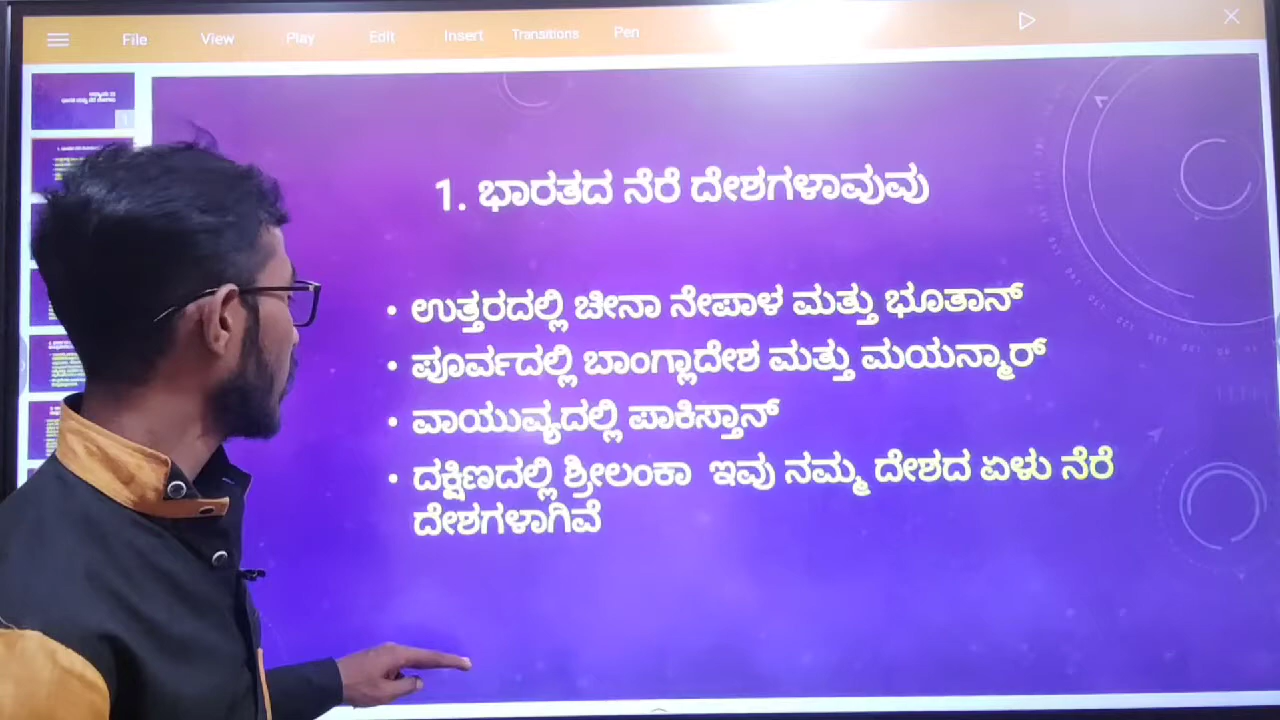 File View Play Edit Insert Transitions Pen
1. ಭಾರತದ ನೆರೆ ದೇಶಗಳಾವುವು
• ಉತ್ತರದಲ್ಲಿ ಚೀನಾ ನೇಪಾಳ ಮತ್ತು ಭೂತಾನ್
• ಪೂರ್ವದಲ್ಲಿ ಬಾಂಗ್ಲಾದೇಶ ಮತ್ತು ಮಯನ್ಮಾರ್
• ವಾಯುವ್ಯದಲ್ಲಿ ಪಾಕಿಸ್ತಾನ್
• ದಕ್ಷಿಣದಲ್ಲಿ ಶ್ರೀಲಂಕಾ ಇವು ನಮ್ಮ ದೇಶದ ಏಳು ನೆರೆ
ದೇಶಗಳಾಗಿವೆ